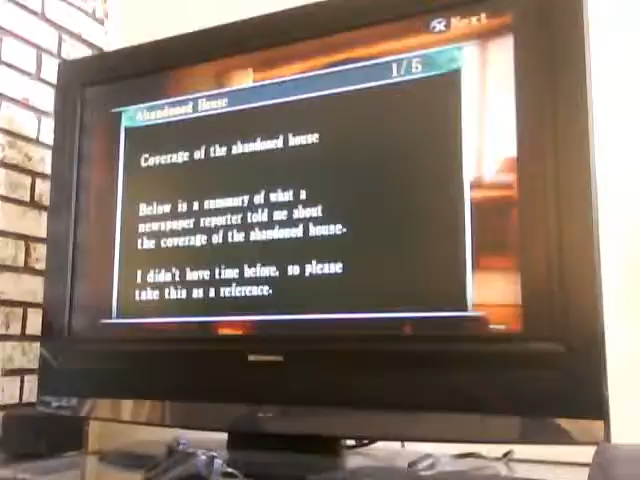 Next
Abandoned House 1/5
Coverage of the abandoned house
Below is a summary of what a
newspaper reporter told me about
the coverage of the abandoned house.
I didn't have time before, so please
take this as a reference.